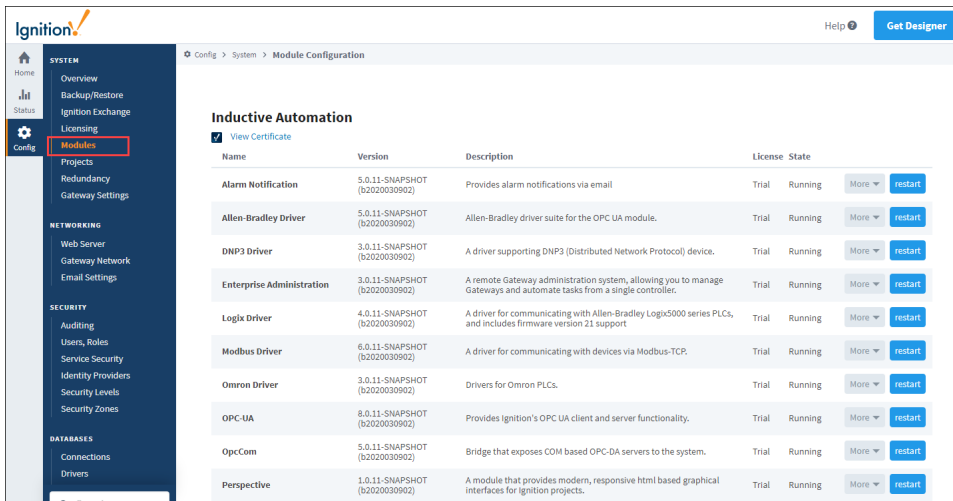 Ignition!
Help
Get Designer
Home
Status
Config
SYSTEM
Overview
Backup/Restore
Ignition Exchange
Licensing
Modules
Projects
Redundancy
Gateway Settings
NETWORKING
Web Server
Gateway Network
Email Settings
SECURITY
Auditing
Users, Roles
Service Security
Identity Providers
Security Levels
Security Zones
DATABASES
Connections
Drivers
Config > System > Module Configuration
Inductive Automation
View Certificate
Name Version Description License State
Alarm Notification 5.0.11-SNAPSHOT (b2020030902) Provides alarm notifications via email Trial Running More restart
Allen-Bradley Driver 5.0.11-SNAPSHOT (b2020030902) Allen-Bradley driver suite for the OPC UA module. Trial Running More restart
DNP3 Driver 3.0.11-SNAPSHOT (b2020030902) A driver supporting DNP3 (Distributed Network Protocol) device. Trial Running More restart
Enterprise Administration 3.0.11-SNAPSHOT (b2020030902) A remote Gateway administration system, allowing you to manage Gateways and automate tasks from a single controller. Trial Running More restart
Logix Driver 4.0.11-SNAPSHOT (b2020030902) A driver for communicating with Allen-Bradley Logix5000 series PLCs, and includes firmware version 21 support Trial Running More restart
Modbus Driver 6.0.11-SNAPSHOT (b2020030902) A driver for communicating with devices via Modbus-TCP. Trial Running More restart
Omron Driver 3.0.11-SNAPSHOT (b2020030902) Drivers for Omron PLCs. Trial Running More restart
OPC-UA 8.0.11-SNAPSHOT (b2020030902) Provides Ignition's OPC UA client and server functionality. Trial Running More restart
OpcCom 5.0.11-SNAPSHOT (b2020030902) Bridge that exposes COM based OPC-DA servers to the system. Trial Running More restart
Perspective 1.0.11-SNAPSHOT (b2020030902) A module that provides modern, responsive html based graphical interfaces for Ignition projects. Trial Running More restart